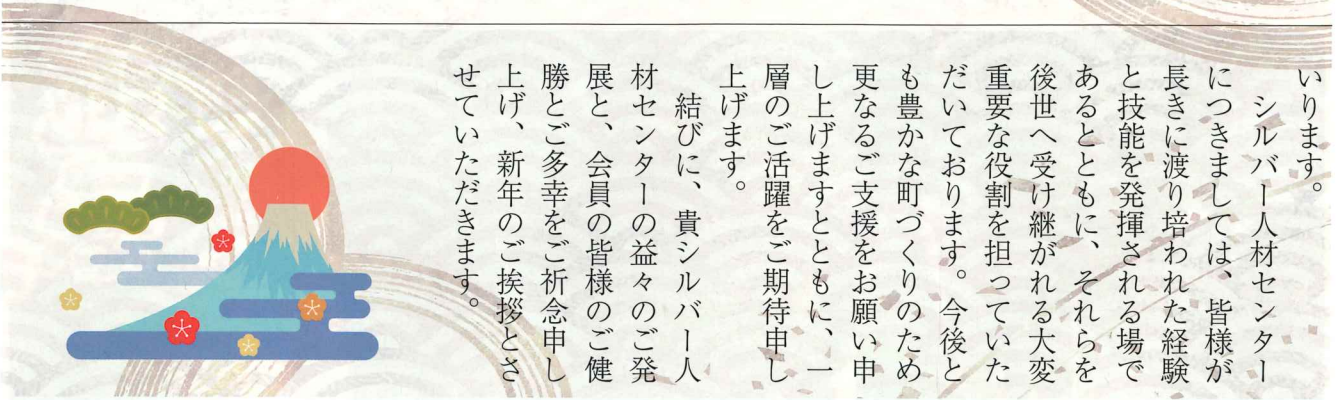 いります。
　シルバー人材センター
につきましては、皆様が
長きに渡り培われた経験
と技能を発揮される場で
あるとともに、それらを
後世へ受け継がれる大変
重要な役割を担っていた
だいております。今後と
も豊かな町づくりのため
更なるご支援をお願い申
し上げますとともに、一
層のご活躍をご期待申し
上げます。
　結びに、貴シルバー人
材センターの益々のご発
展と、会員の皆様のご健
勝とご多幸をご祈念申し
上げ、新年のご挨拶とさ
せていただきます。